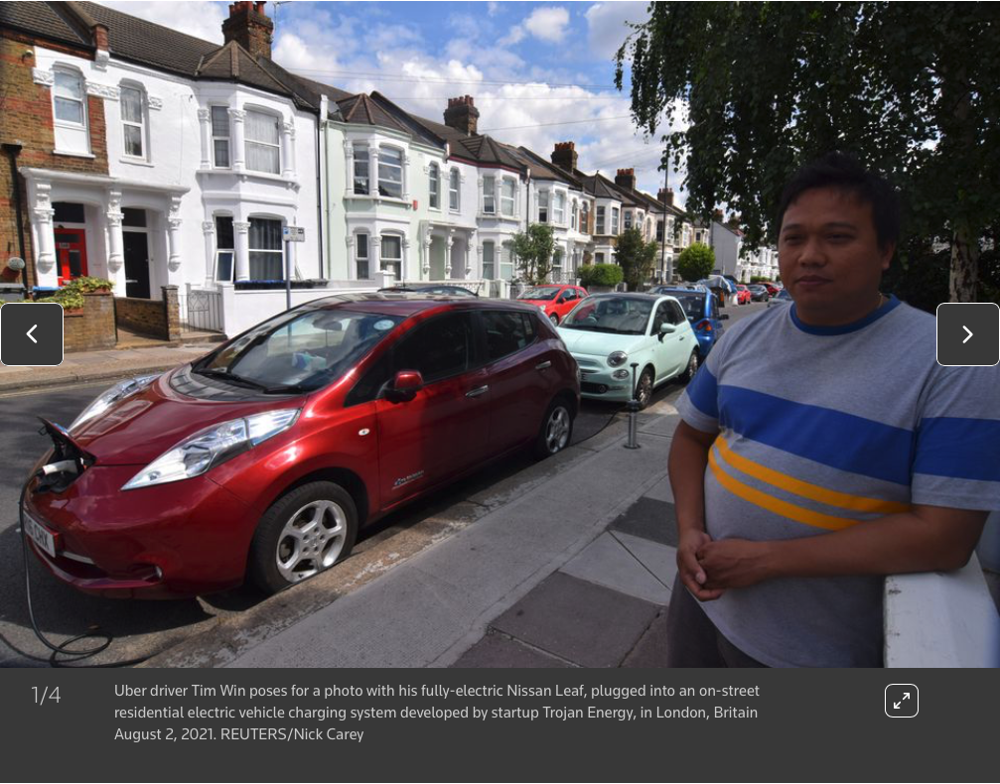 1/4
Uber driver Tim Win poses for a photo with his fully-electric Nissan Leaf, plugged into an on-street
residential electric vehicle charging system developed by startup Trojan Energy, in London, Britain
August 2, 2021. REUTERS/Nick Carey